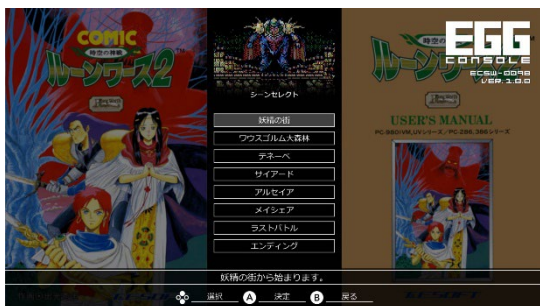 COMIC
時空の神戦
ルーンワース2
シーンセレクト
妖精の街
ワウスゴルム大森林
テネーベ
サイアード
アルセイア
メイシェア
ラストバトル
エンディング
EGG
CONSOLE
ECSW-0098
VER.1.0.0
USER'S MANUAL
PC-9801VM,UVシリーズ/PC-286,386シリーズ
妖精の街から始まります。
選択 A 決定 B 戻る